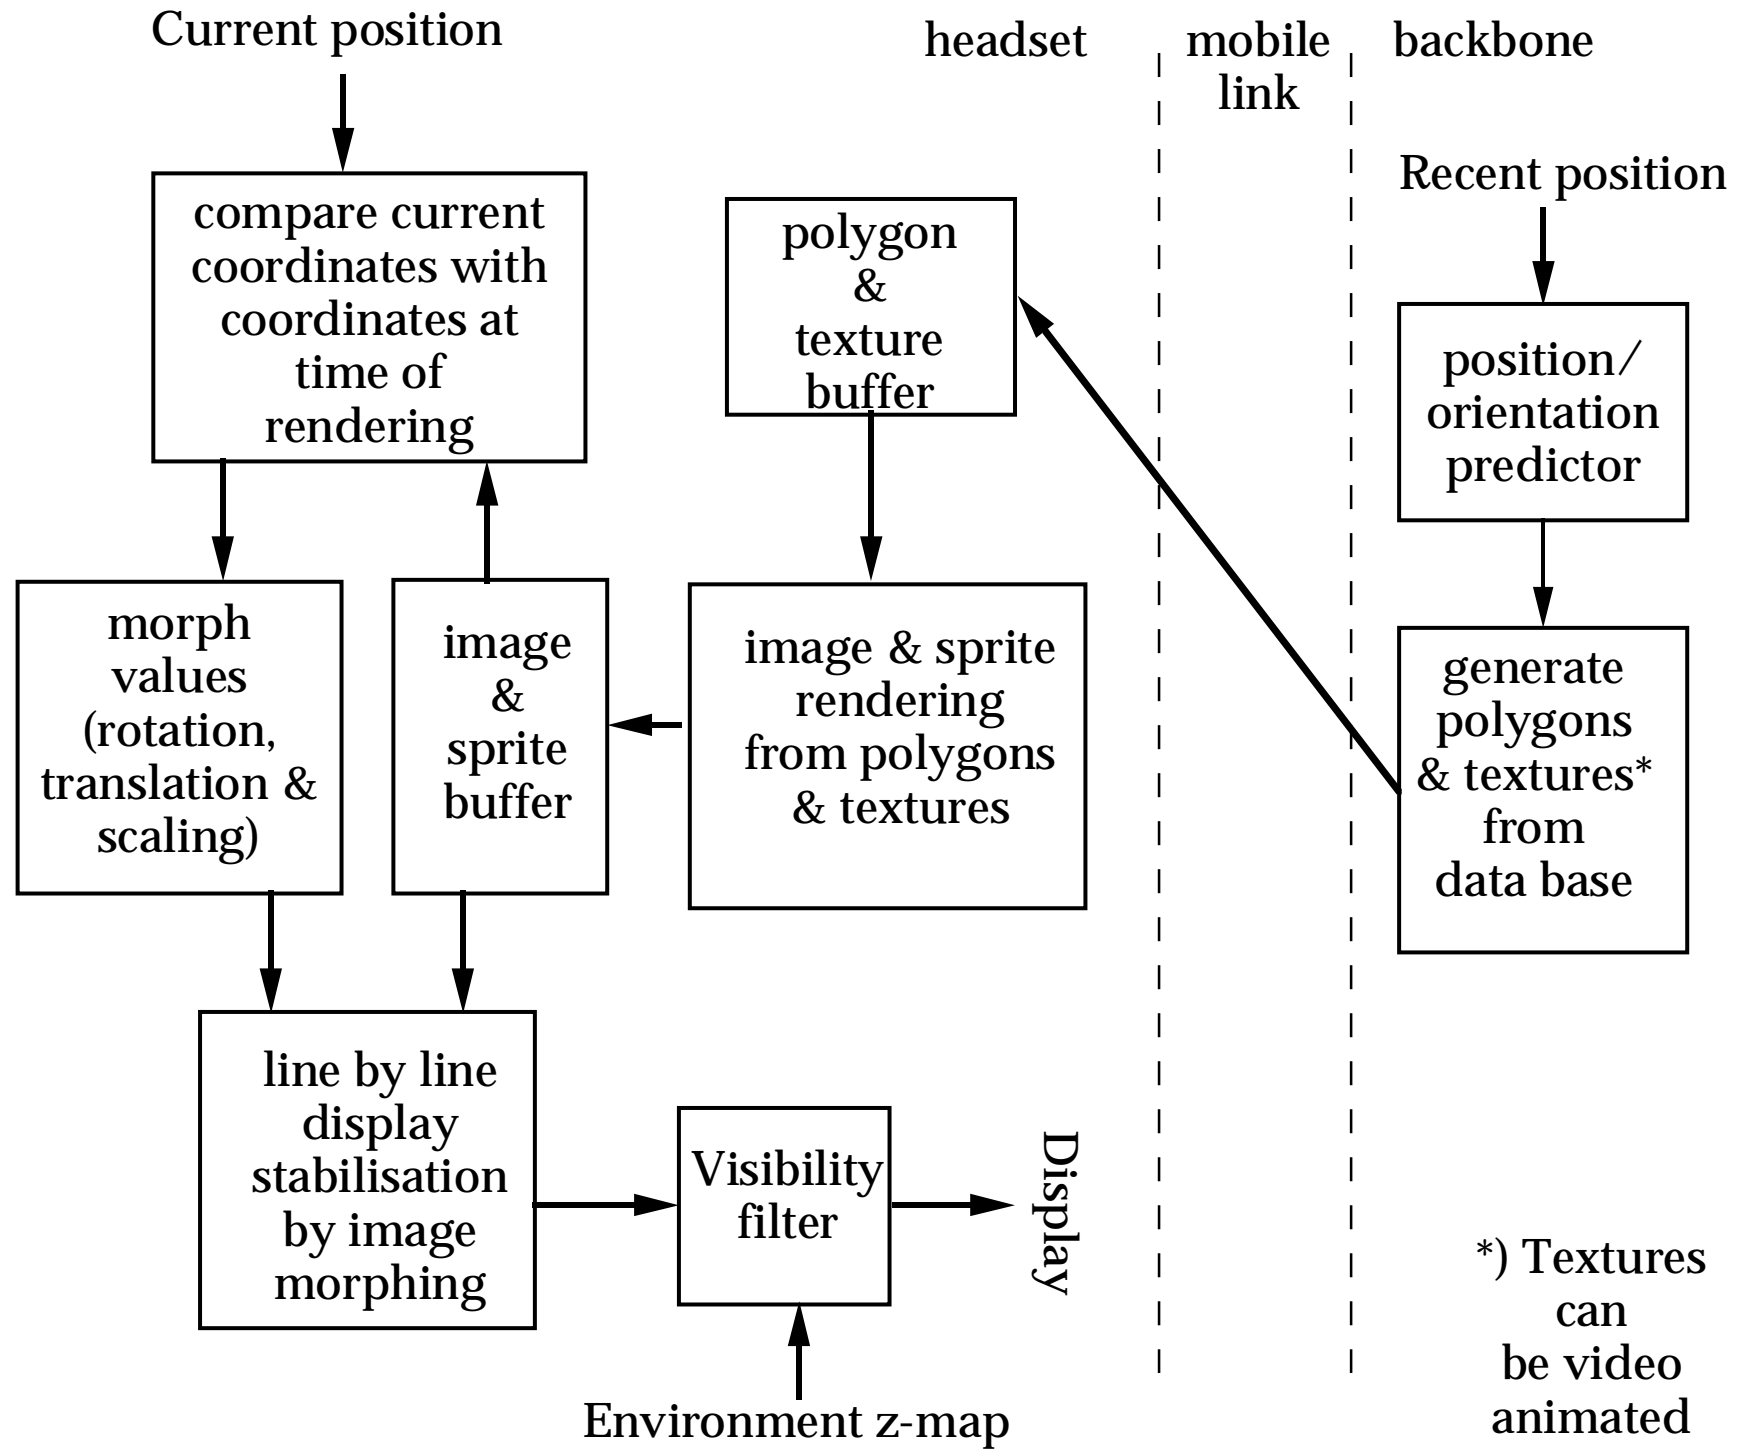 Current position
headset
mobile
link
backbone
Recent position
compare current
coordinates with
coordinates at
time of
rendering
polygon
&
texture
buffer
position/
orientation
predictor
morph
values
(rotation,
translation &
scaling)
image
&
sprite
buffer
image & sprite
rendering
from polygons
& textures
generate
polygons
& textures*
from
data base
line by line
display
stabilisation
by image
morphing
Visibility
filter
Display
Environment z-map
*) Textures
can
be video
animated